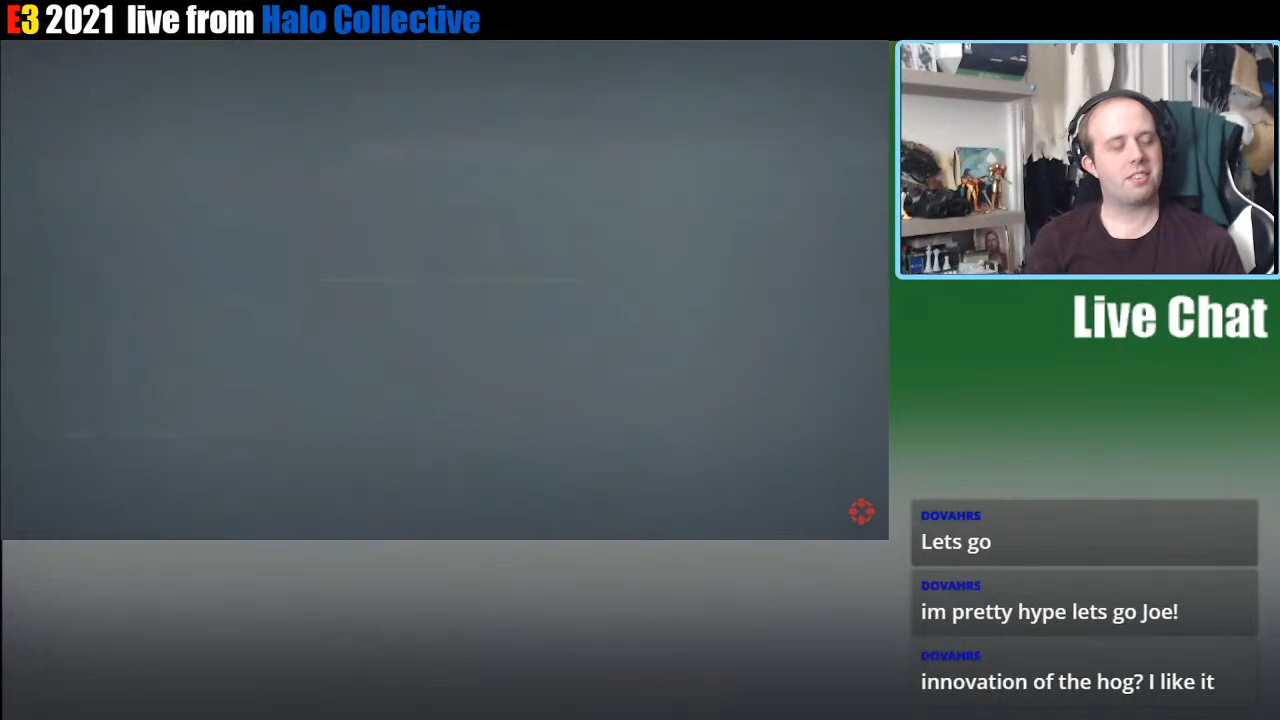 E3 2021 live from Halo Collective
Live Chat
DOVAHRS
Lets go
DOVAHRS
im pretty hype lets go Joe!
DOVAHRS
innovation of the hog? I like it